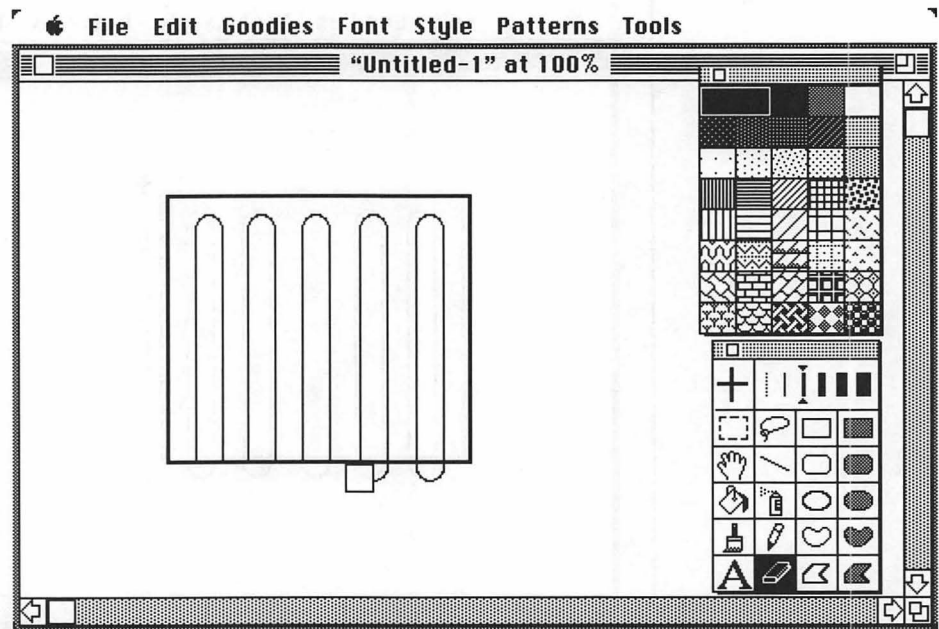 File Edit Goodies Font Style Patterns Tools
“Untitled-1” at 100%
A